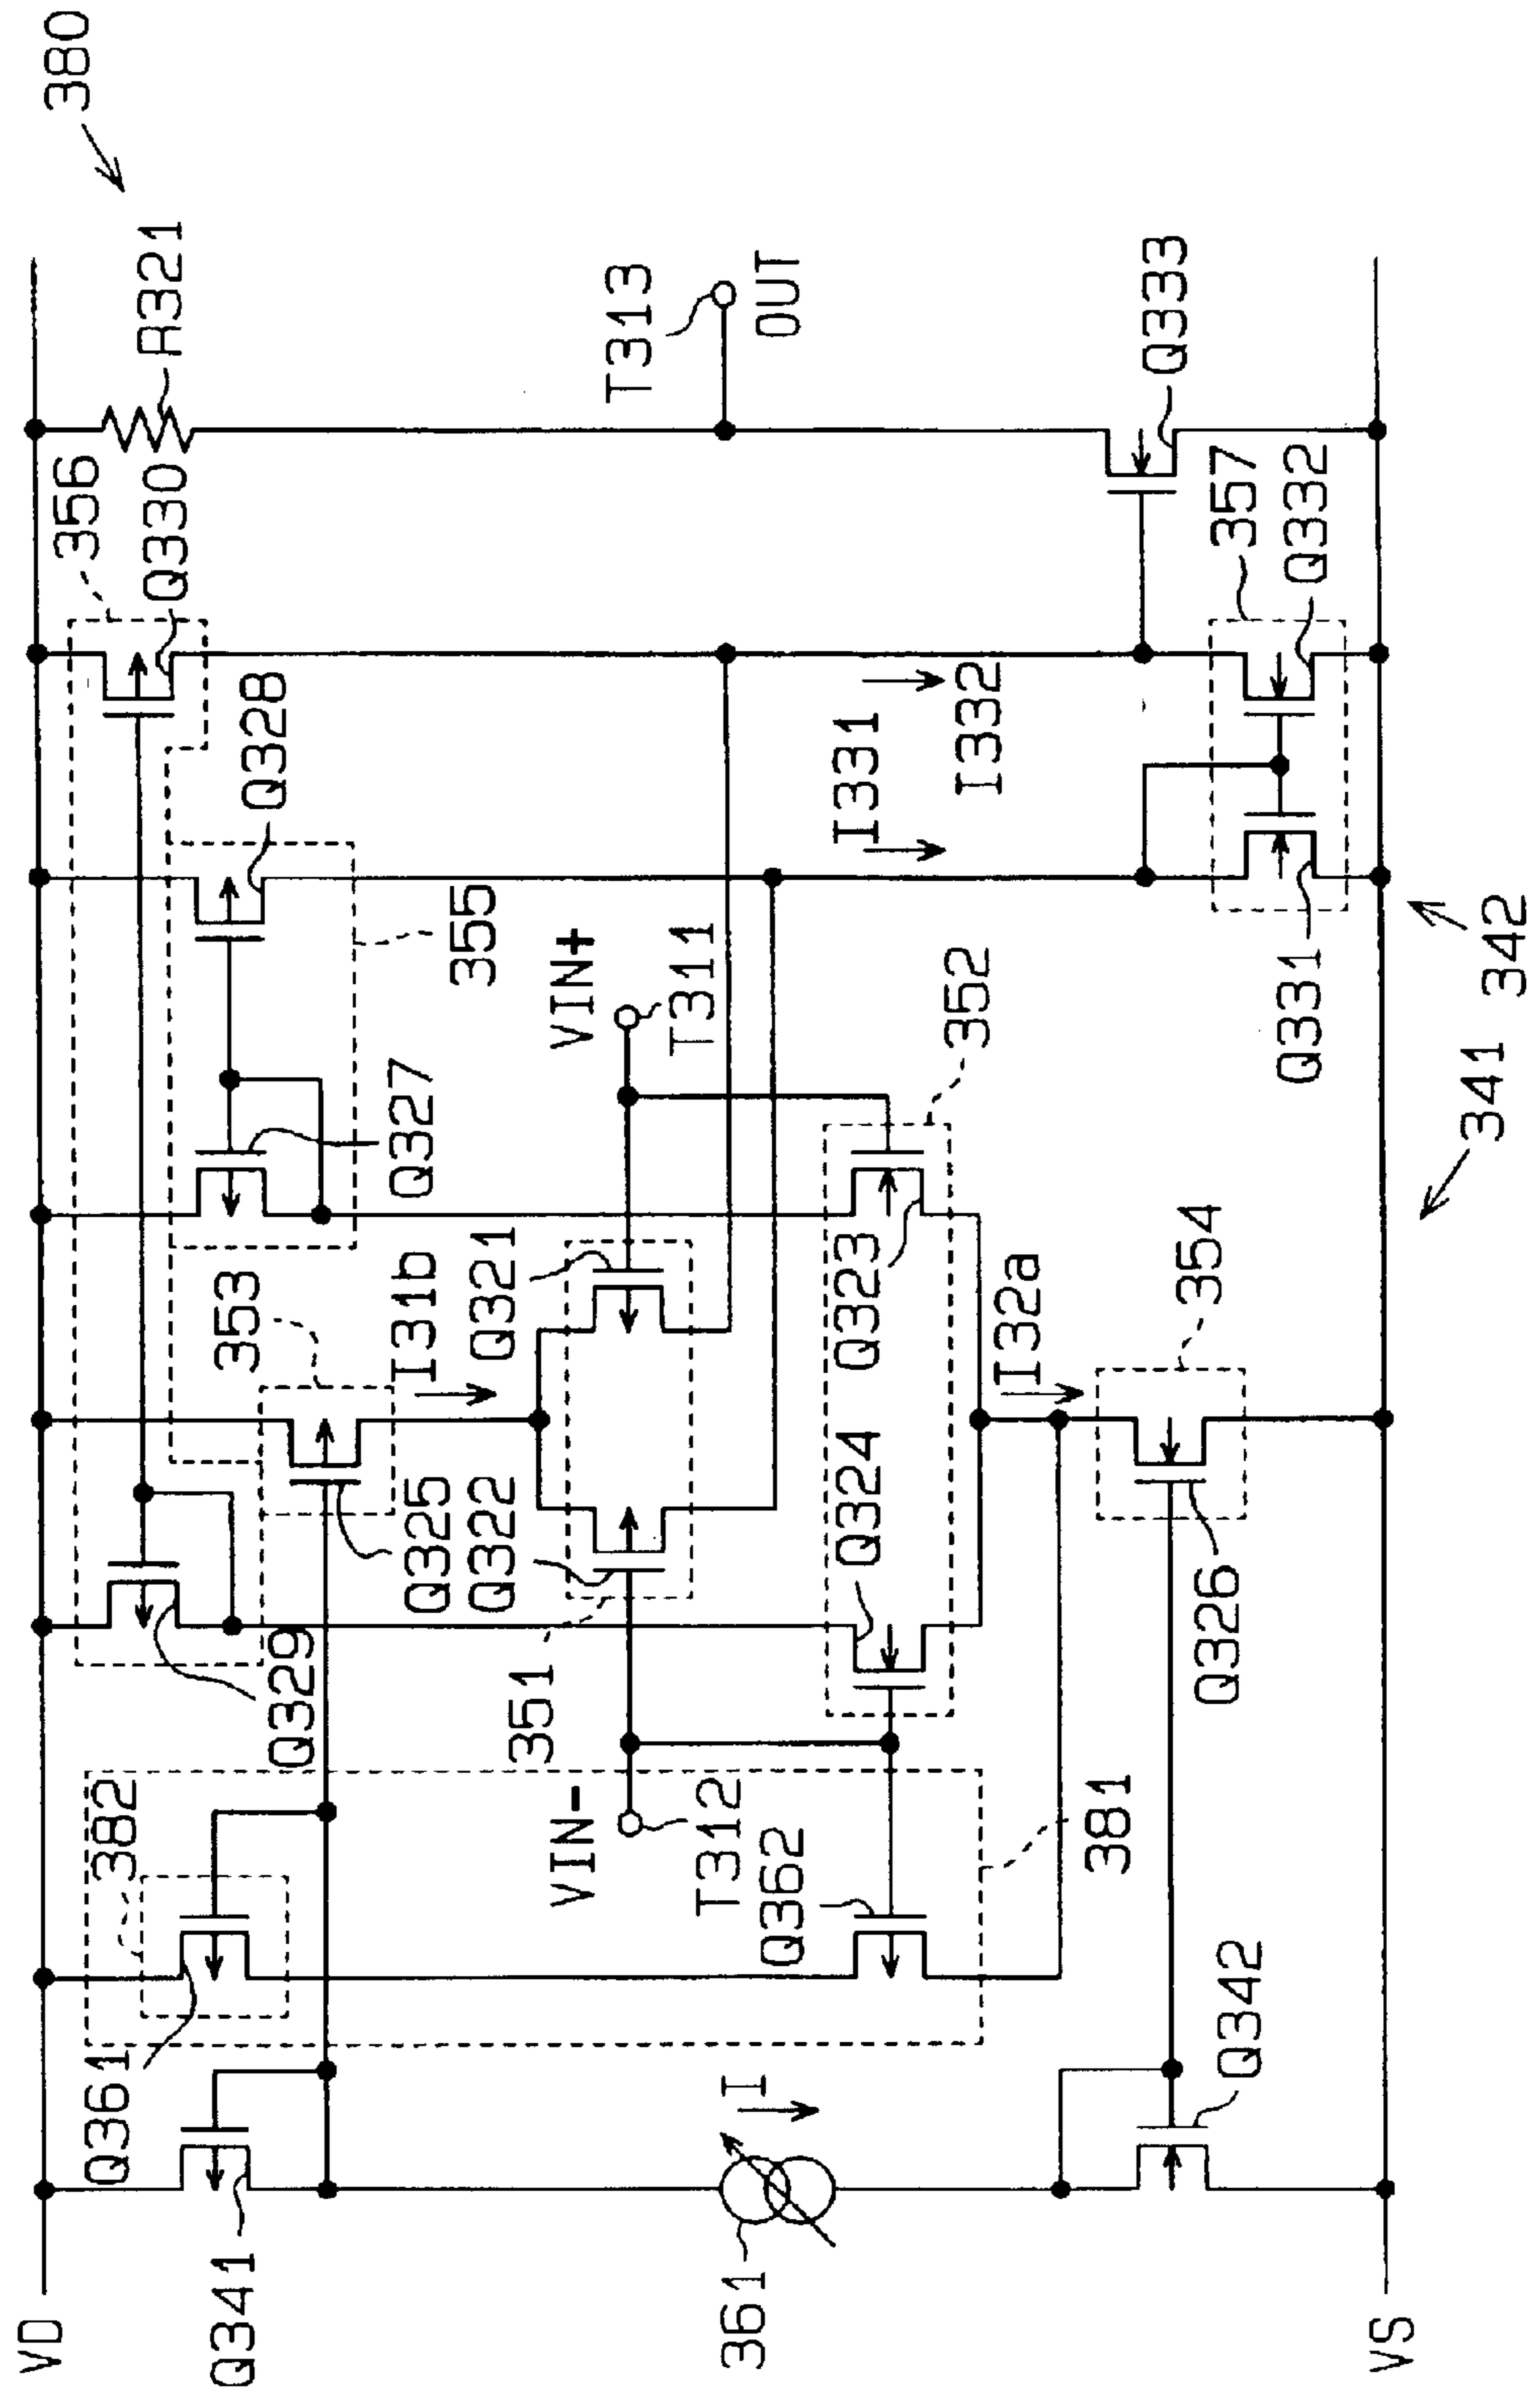 380
VD
Q341
Q361
382
Q329
353
356
Q330
R321
Q328
355
Q327
I31b
Q325
Q322
Q321
351
VIN+
T311
VIN-
T312
Q362
381
361
I
Q324
Q323
352
I32a
354
Q326
Q342
I331
I332
T313
OUT
Q333
357
Q332
Q331
VS
341
342